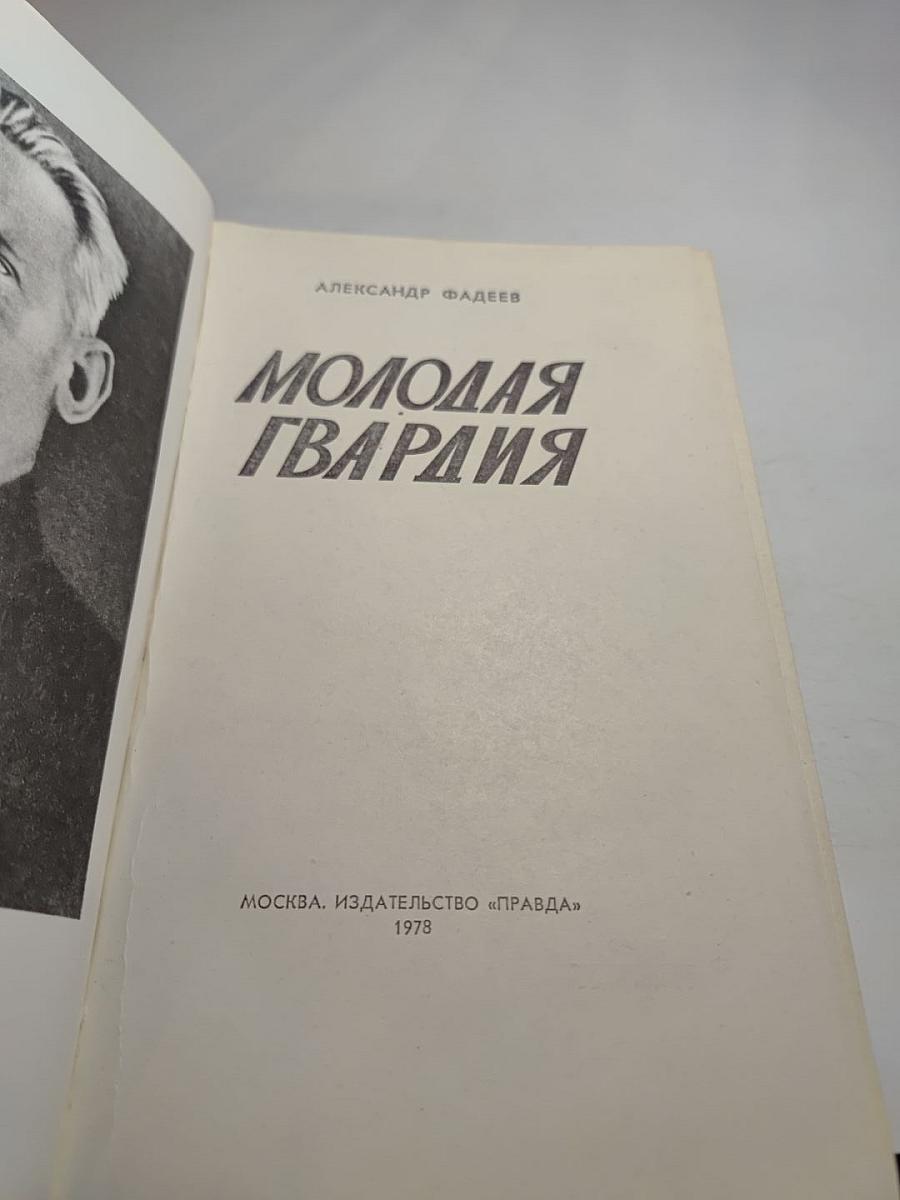 АЛЕКСАНДР ФАДЕЕВ
МОЛОДАЯ
ГВАРДИЯ
МОСКВА. ИЗДАТЕЛЬСТВО «ПРАВДА»
1978